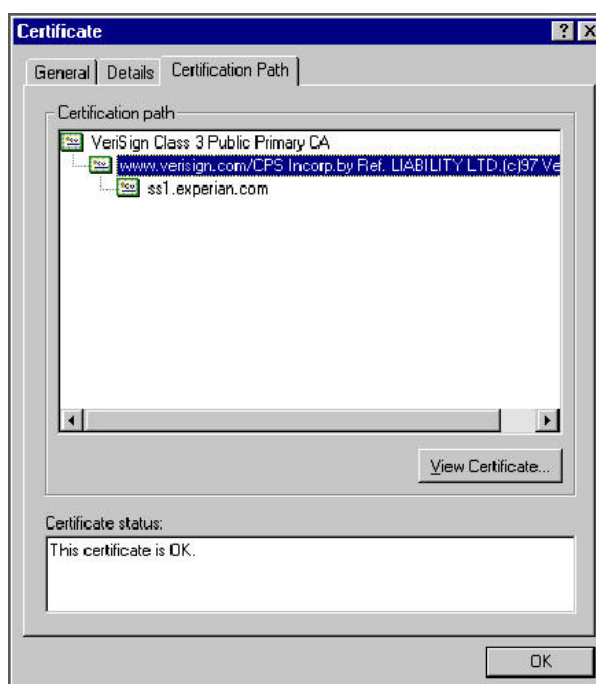 Certificate
General Details Certification Path
Certification path
VeriSign Class 3 Public Primary CA
www.verisign.com/CPS Incorp.by Ref. LIABILITY LTD.(c)97 Ve
ss1.experian.com
View Certificate...
Certificate status:
This certificate is OK.
OK